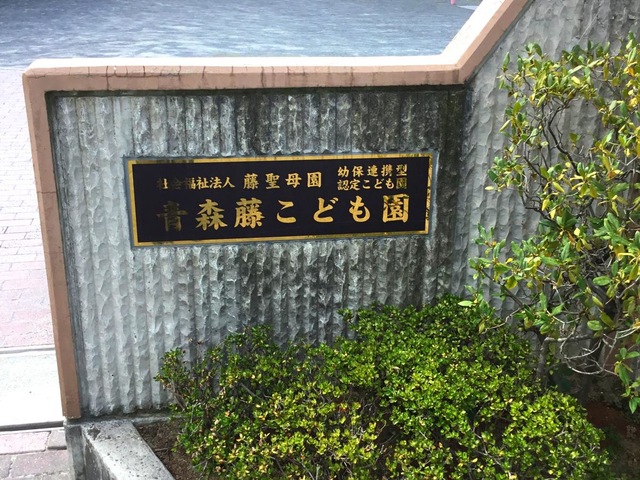 社会福祉法人 藤聖母園 幼保連携型
認定こども園
青森藤こども園